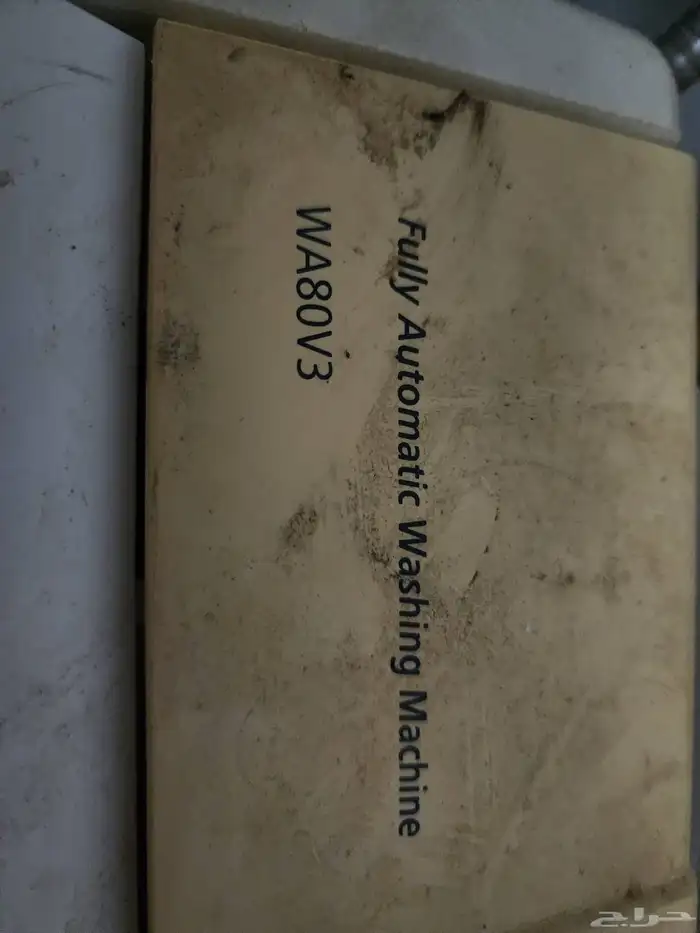 Fully Automatic Washing Machine
WA80V3
حراج